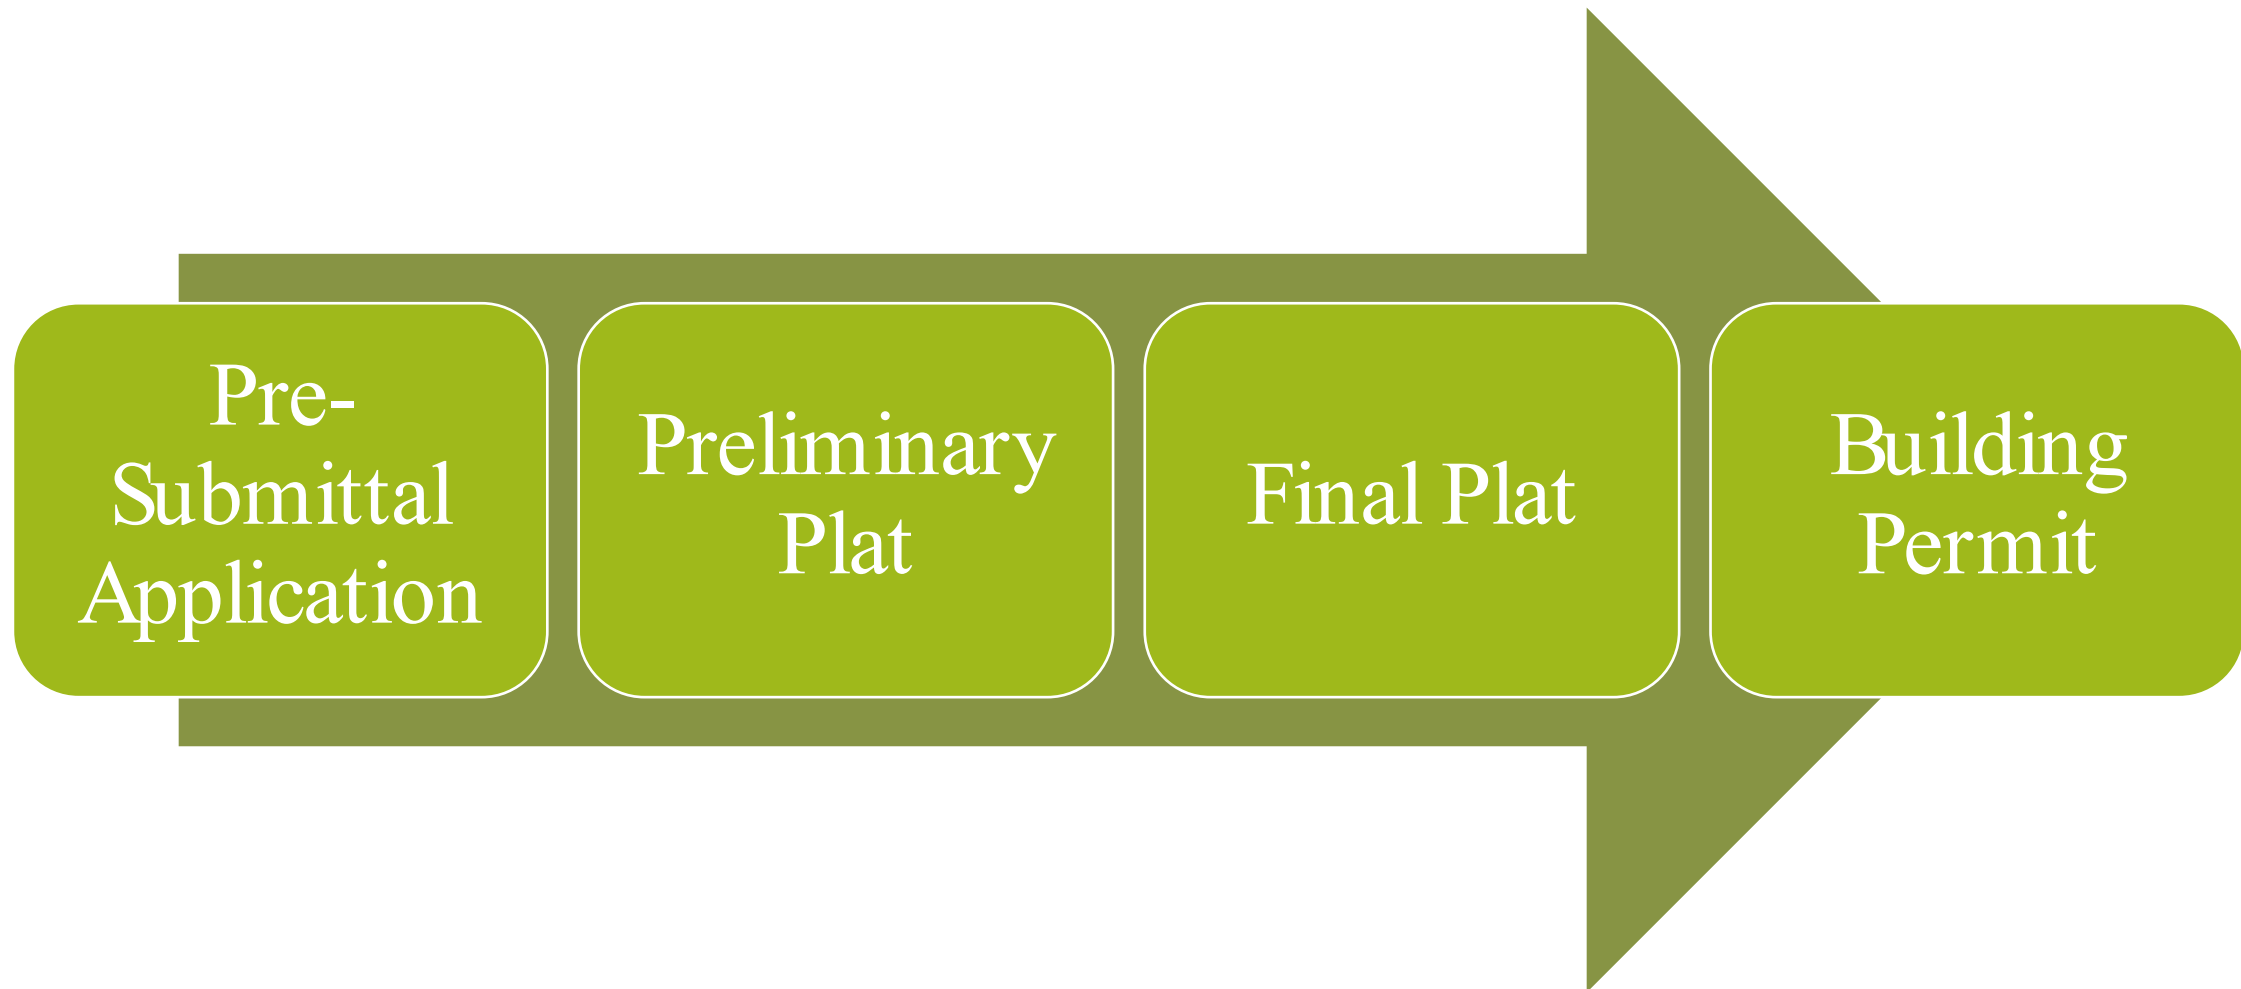 Pre-
Submittal
Application
Preliminary
Plat
Final Plat
Building
Permit